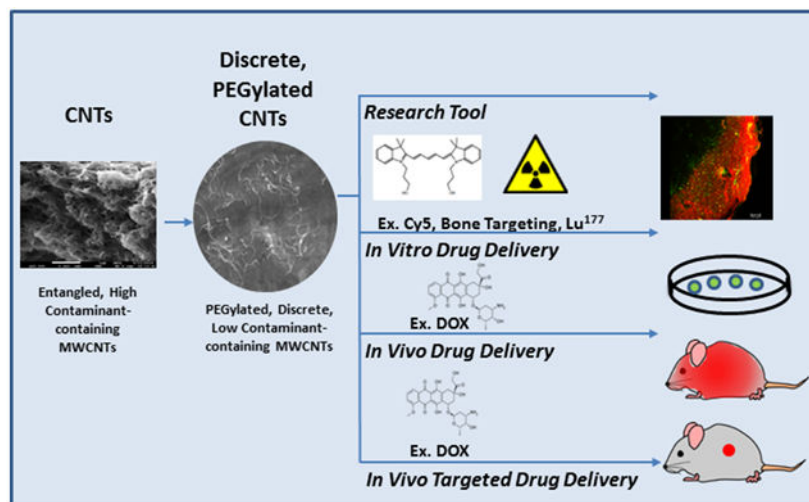 CNTs
Entangled, High
Contaminant-
containing
MWCNTs
Discrete,
PEGylated
CNTs
PEGylated, Discrete,
Low Contaminant-
containing MWCNTs
Research Tool
Ex. Cy5, Bone Targeting, Lu¹⁷⁷
In Vitro Drug Delivery
Ex. DOX
In Vivo Drug Delivery
Ex. DOX
In Vivo Targeted Drug Delivery